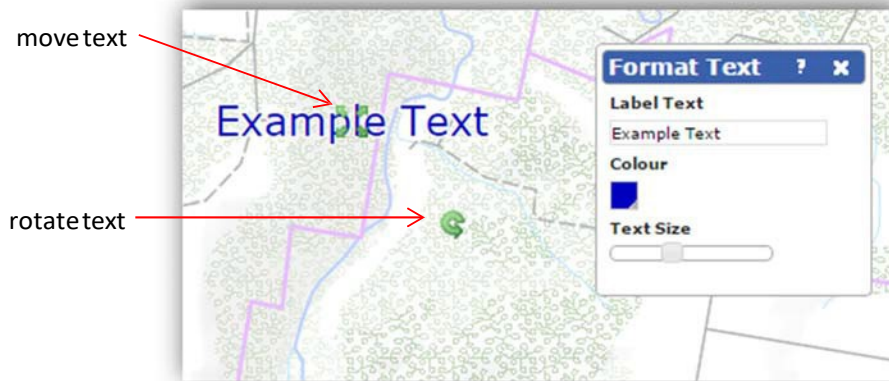 move text
Example Text
rotate text
Format Text ? x
Label Text
Example Text
Colour
Text Size